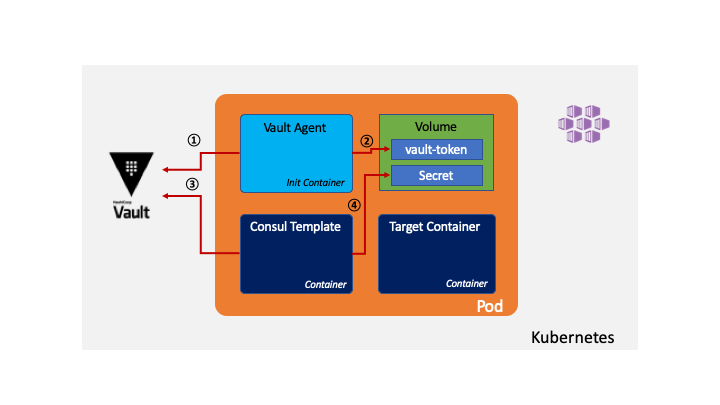 ①
Vault Agent
Init Container
②
Volume
vault-token
Secret
HashiCorp
Vault
③
④
Consul Template
Container
Target Container
Container
Pod
Kubernetes